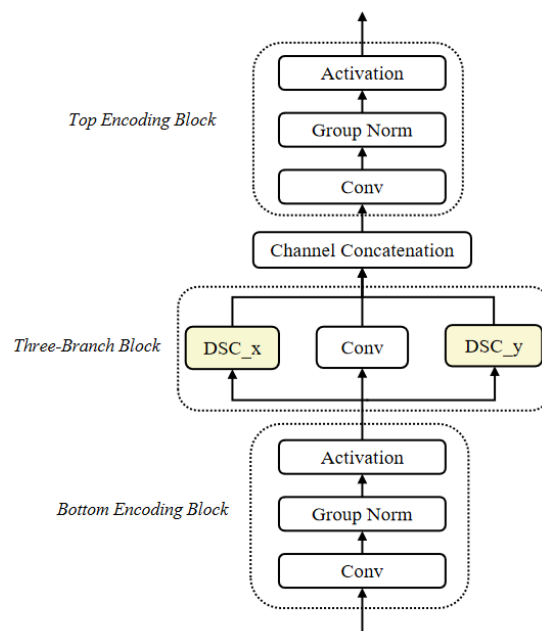 Activation
Top Encoding Block
Group Norm
Conv
Channel Concatenation
Three-Branch Block
DSC_x
Conv
DSC_y
Activation
Bottom Encoding Block
Group Norm
Conv